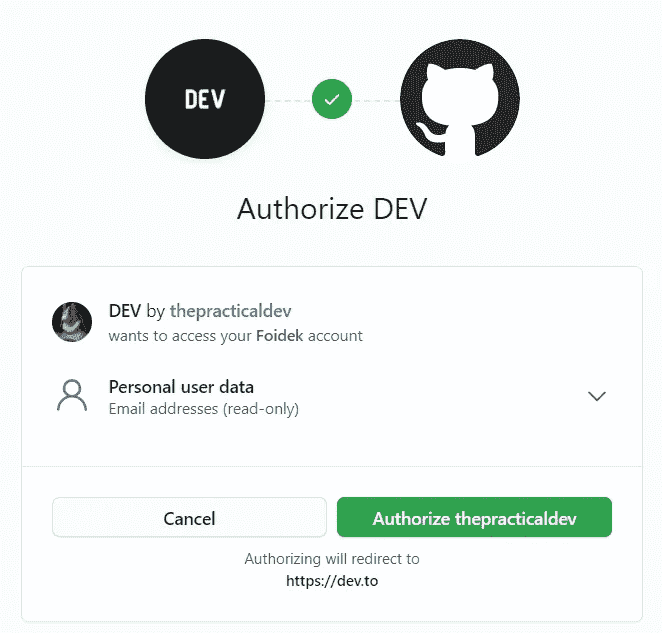 DEV
Authorize DEV
DEV by thepracticaldev
wants to access your Foidek account
Personal user data
Email addresses (read-only)
Cancel
Authorize thepracticaldev
Authorizing will redirect to
https://dev.to